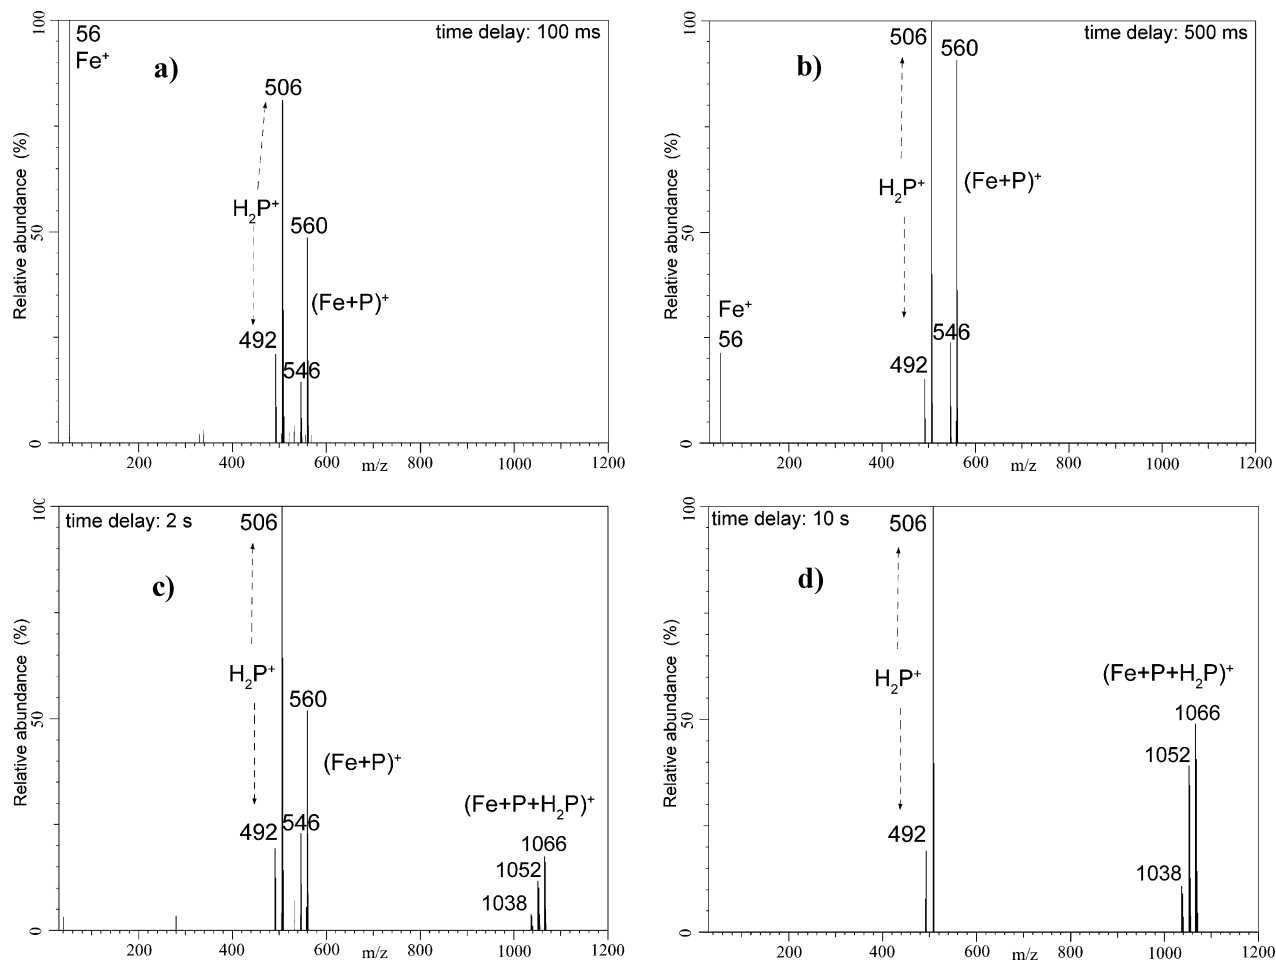 100
56
time delay: 100 ms
Fe⁺
a)
506
H₂P⁺
560
50
(Fe+P)⁺
492
546
0
Relative abundance (%)
200 400 600 m/z 800 1000 1200
100
506
560
time delay: 500 ms
b)
H₂P⁺
(Fe+P)⁺
50
Fe⁺
56
546
492
0
Relative abundance (%)
200 400 600 800 1000 1200
m/z
100
time delay: 2 s
506
c)
H₂P⁺
560
50
(Fe+P)⁺
(Fe+P+H₂P)⁺
492
546
1066
1052
1038
0
Relative abundance (%)
200 400 600 m/z 800 1000 1200
100
time delay: 10 s
506
d)
H₂P⁺
(Fe+P+H₂P)⁺
50
1066
1052
492
1038
0
Relative abundance (%)
200 400 600 m/z 800 1000 1200